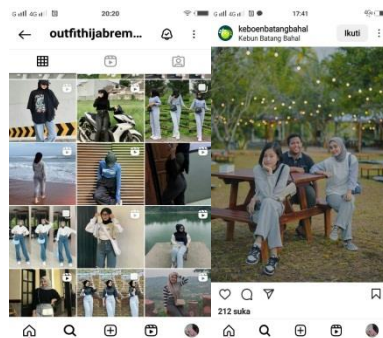 20:20
outfithijabrem...
17:41
keboenbatangbahal
Kebun Batang Bahal
Ikuti
212 suka